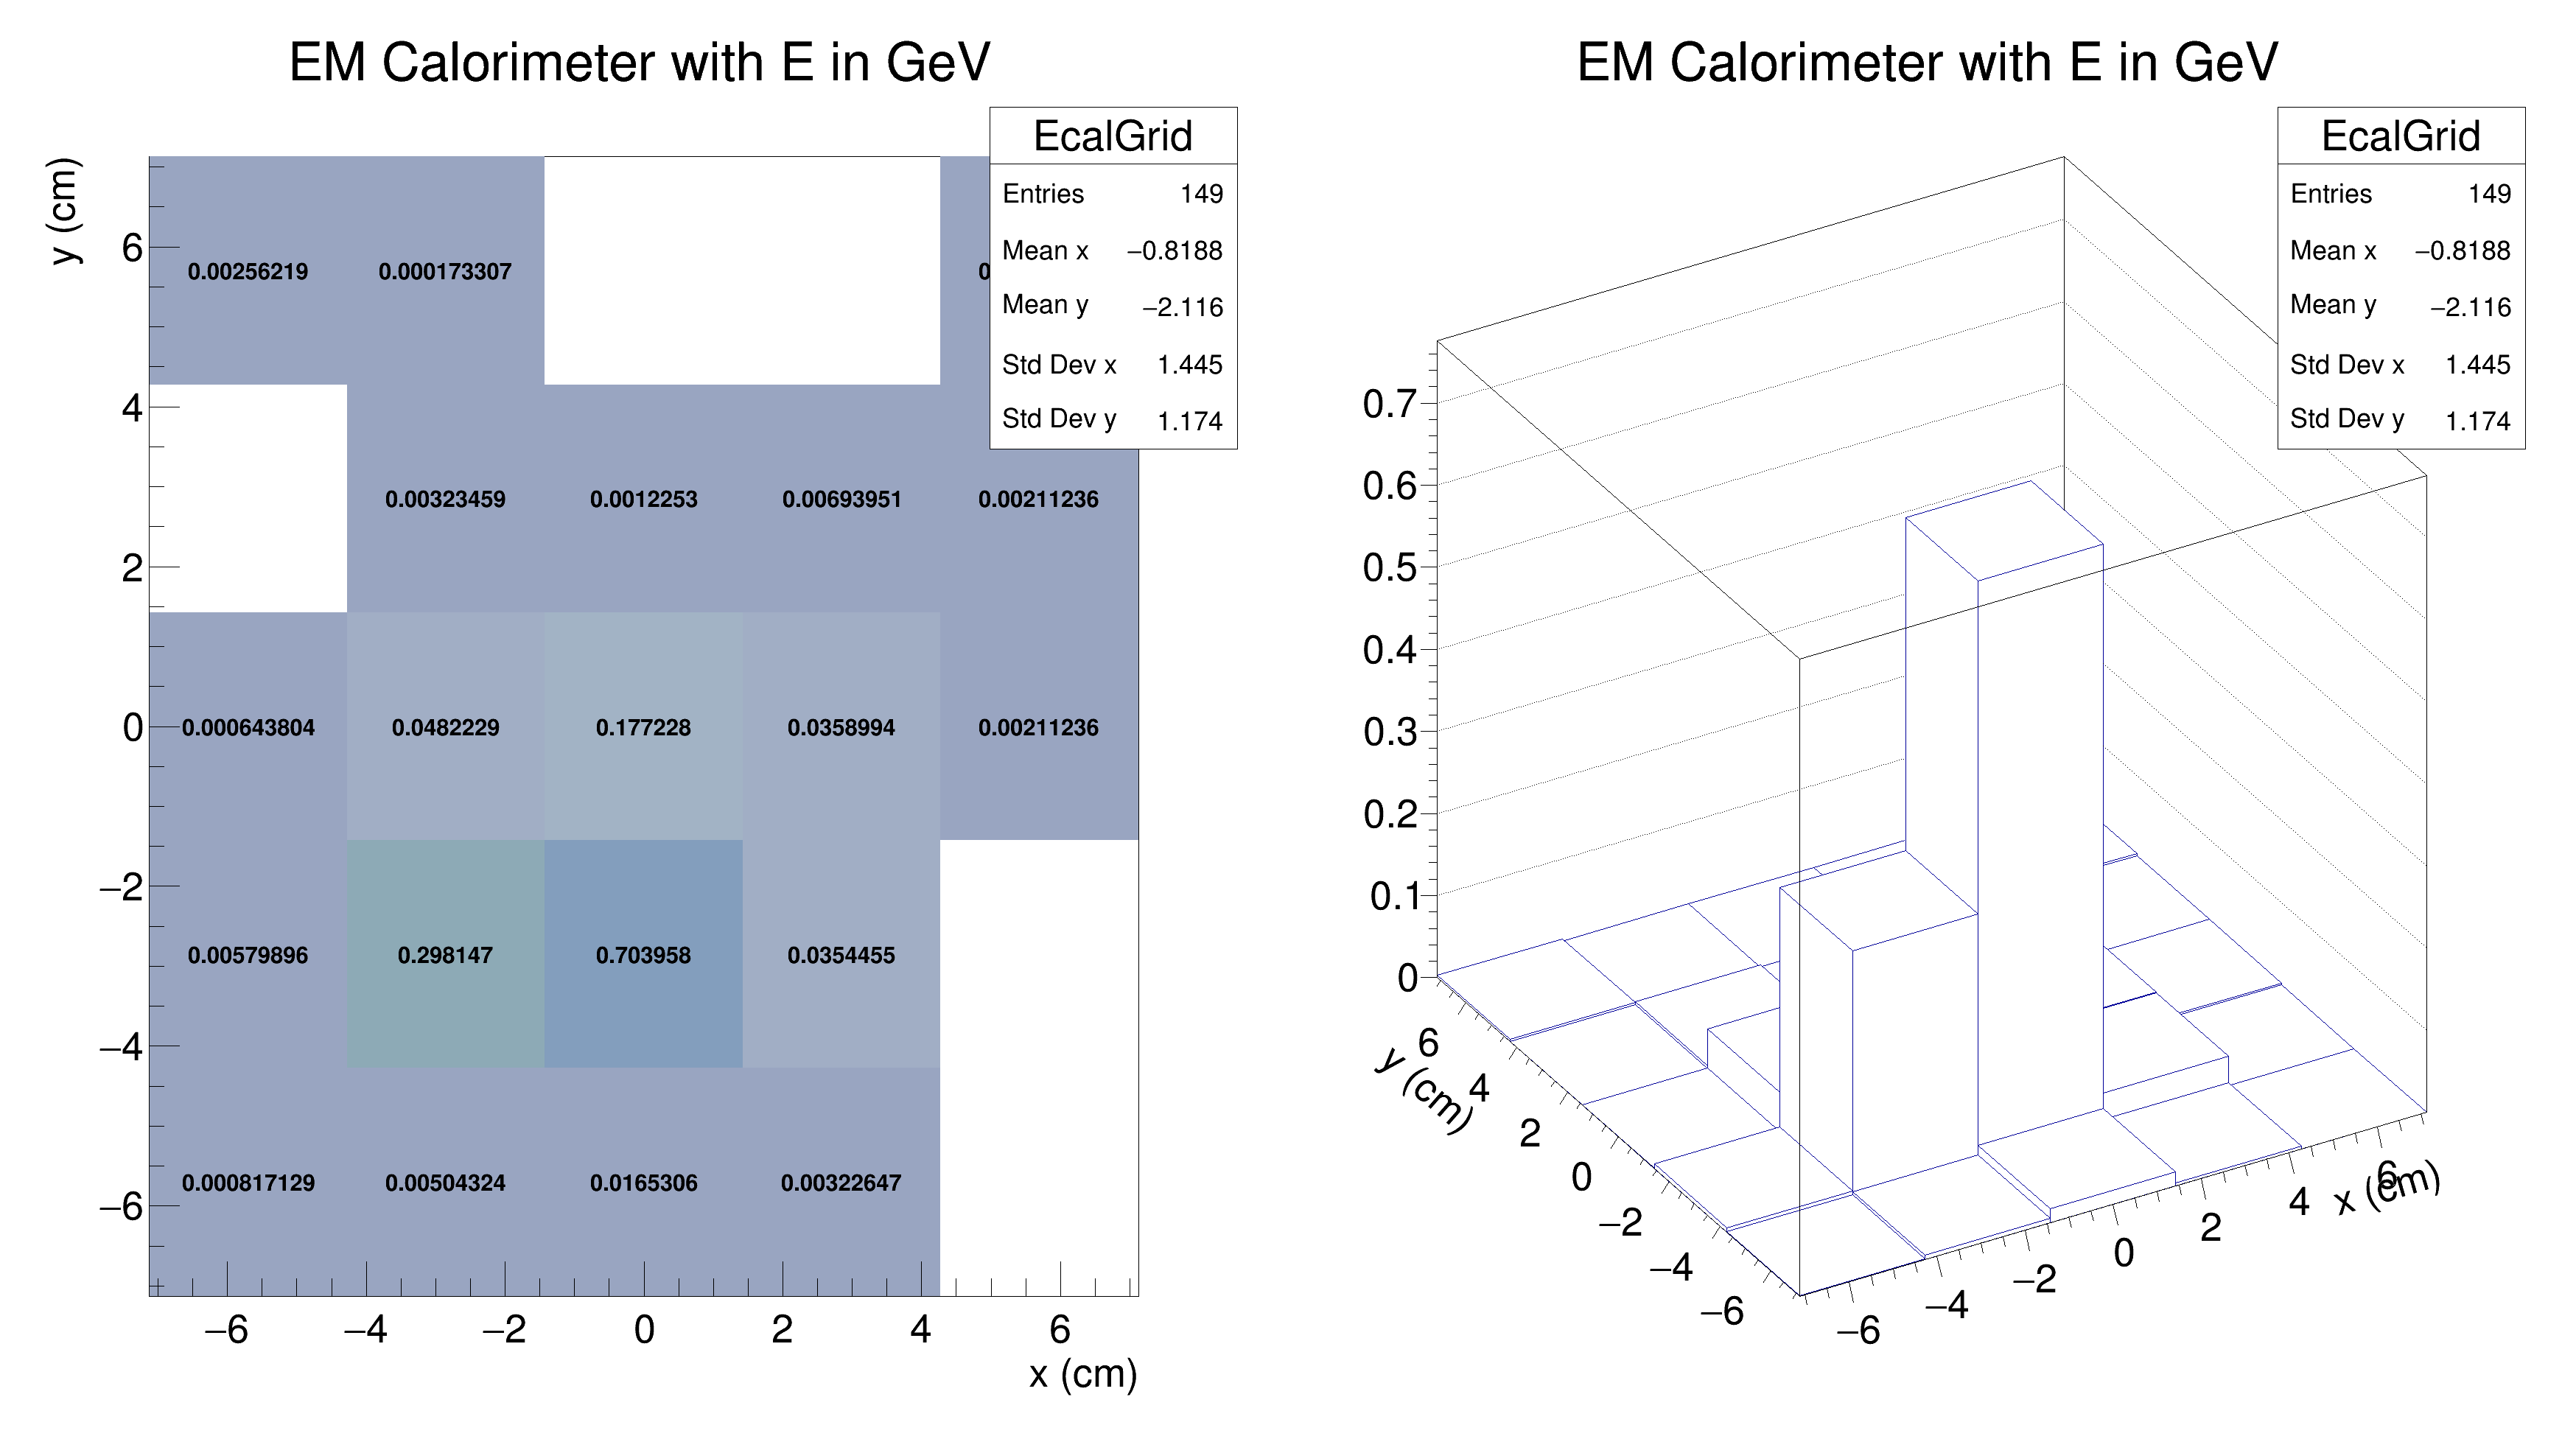 EM Calorimeter with E in GeV
EcalGrid
Entries 149
Mean x −0.8188
Mean y −2.116
Std Dev x 1.445
Std Dev y 1.174
y (cm)
6
4
2
0
−2
−4
−6
0.00256219 0.000173307
0.00323459 0.0012253 0.00693951 0.00211236
0.000643804 0.0482229 0.177228 0.0358994 0.00211236
0.00579896 0.298147 0.703958 0.0354455
0.000817129 0.00504324 0.0165306 0.00322647
−6 −4 −2 0 2 4 6
x (cm)
EM Calorimeter with E in GeV
EcalGrid
Entries 149
Mean x −0.8188
Mean y −2.116
Std Dev x 1.445
Std Dev y 1.174
0.7
0.6
0.5
0.4
0.3
0.2
0.1
0
y (cm)
6
4
2
0
−2
−4
−6
−6 −4 −2 0 2 4 6
x (cm)